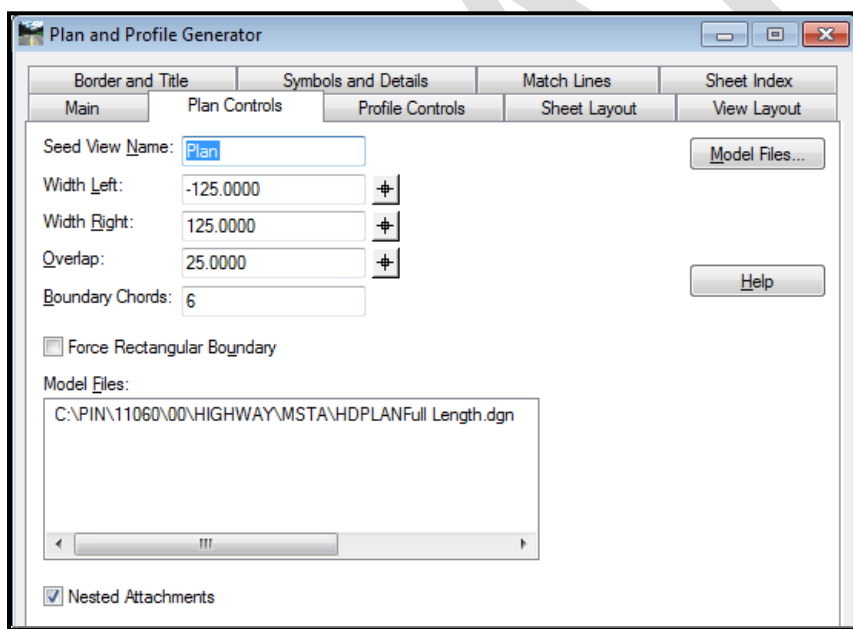 Plan and Profile Generator
Border and Title Symbols and Details Match Lines Sheet Index
Main Plan Controls Profile Controls Sheet Layout View Layout
Seed View Name: Plan Model Files...
Width Left: -125.0000
Width Right: 125.0000
Overlap: 25.0000 Help
Boundary Chords: 6
Force Rectangular Boundary
Model Files:
C:\PIN\11060\00\HIGHWAY\MSTA\HDPLANFull Length.dgn
Nested Attachments